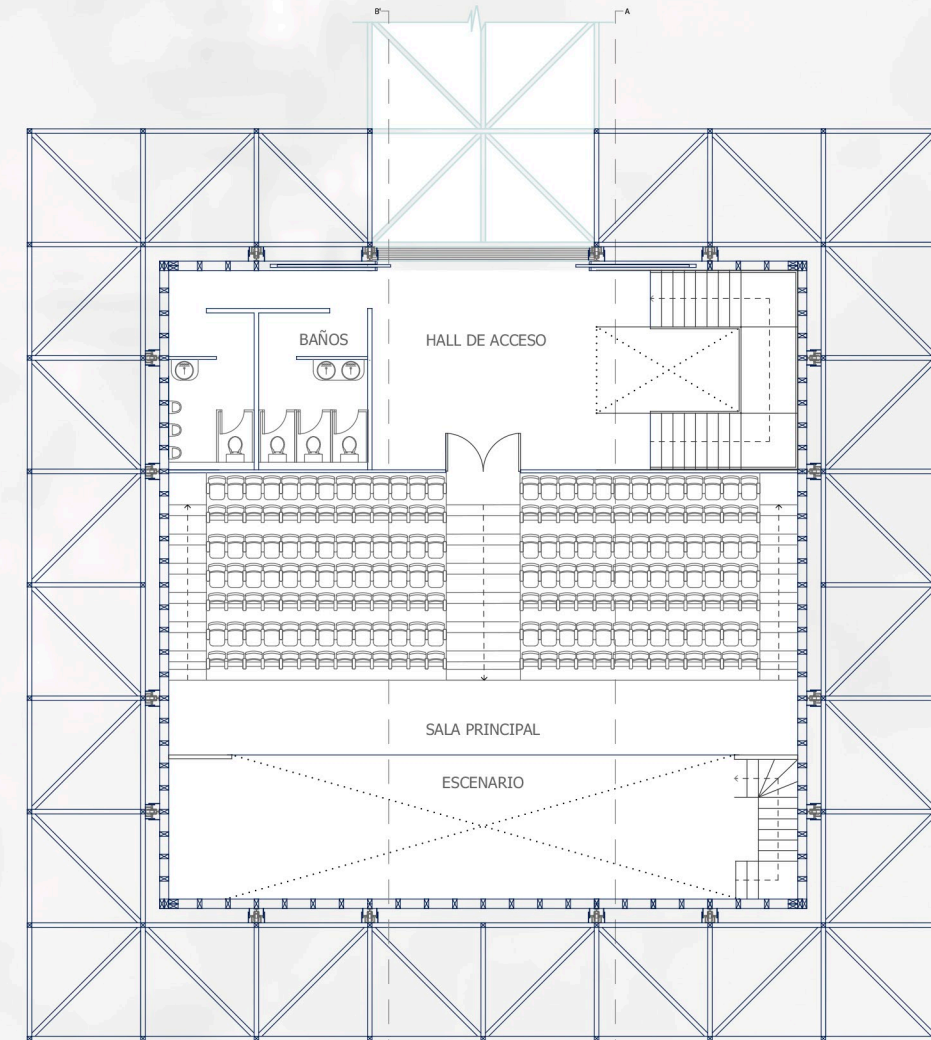 B' A
BAÑOS
HALL DE ACCESO
SALA PRINCIPAL
ESCENARIO